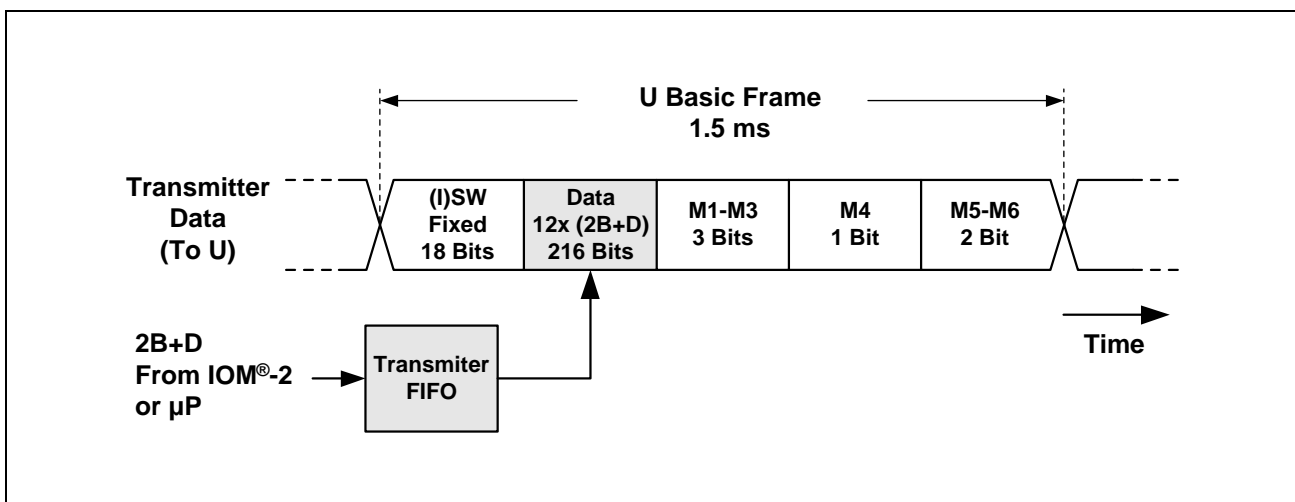 U Basic Frame
1.5 ms
Transmitter
Data
(To U)
(I)SW
Fixed
18 Bits
Data
12x (2B+D)
216 Bits
M1-M3
3 Bits
M4
1 Bit
M5-M6
2 Bit
2B+D
From IOM®-2
or µP
Transmiter
FIFO
Time